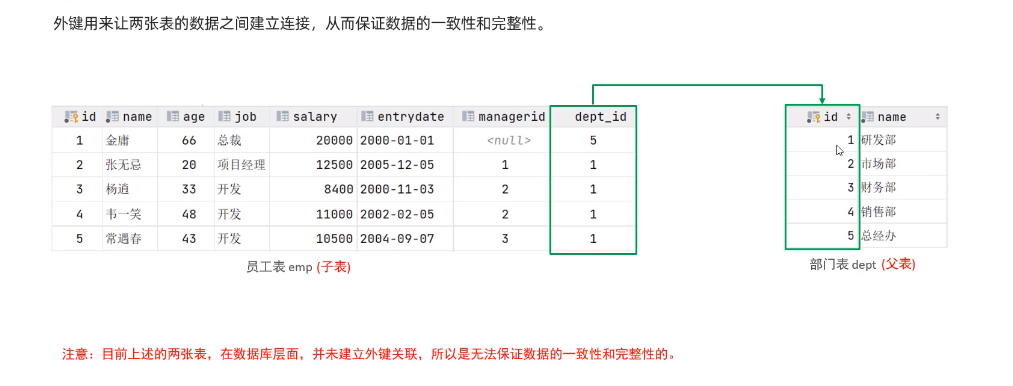 外键用来让两张表的数据之间建立连接，从而保证数据的一致性和完整性。
id name age job salary entrydate managerid dept_id
1 金庸 66 总裁 20000 2000-01-01 <null> 5
2 张无忌 20 项目经理 12500 2005-12-05 1 1
3 杨逍 33 开发 8400 2000-11-03 2 1
4 韦一笑 48 开发 11000 2002-02-05 2 1
5 常遇春 43 开发 10500 2004-09-07 3 1
员工表 emp (子表)
id name
1 研发部
2 市场部
3 财务部
4 销售部
5 总经办
部门表 dept (父表)
注意：目前上述的两张表，在数据库层面，并未建立外键关联，所以是无法保证数据的一致性和完整性的。